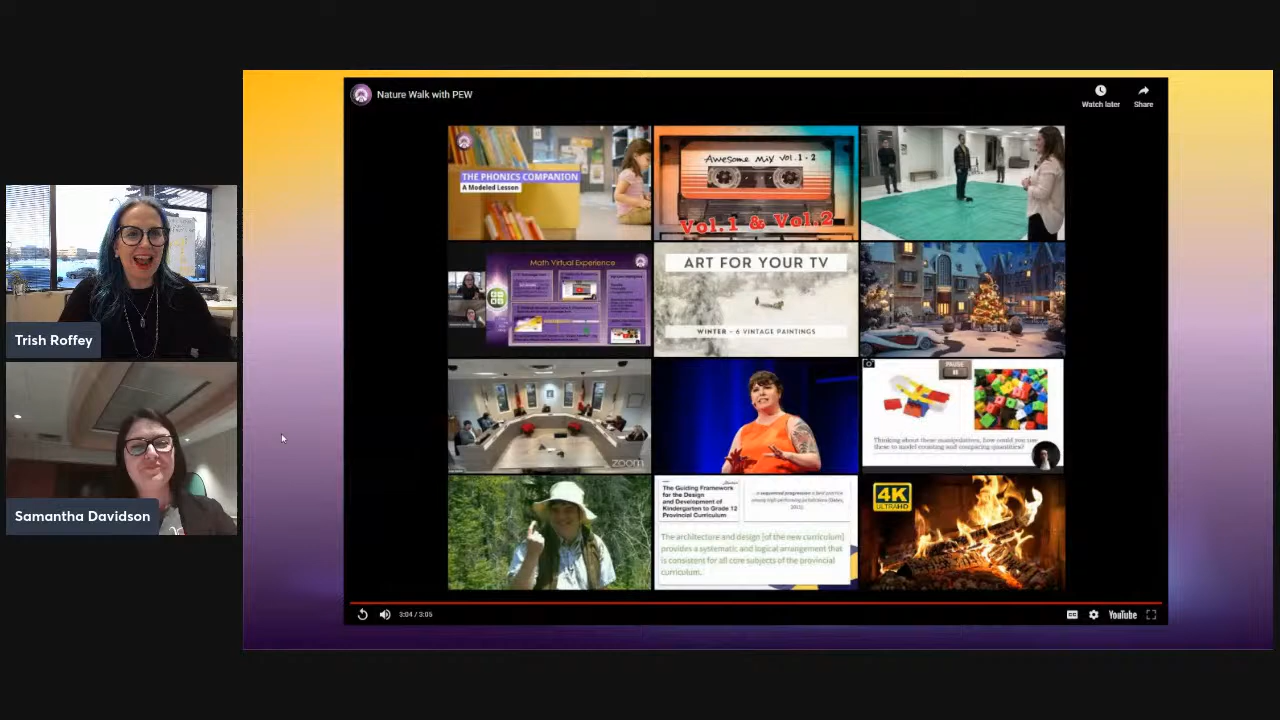 Nature Walk with PEW
Watch later
Share
THE PHONICS COMPANION
A Modeled Lesson
Awesome Mix Vol. 1 - 2
Vol.1 & Vol.2
Math Virtual Experience
ART FOR YOUR TV
WINTER - 6 VINTAGE PAINTINGS
Trish Roffey
zoom
PAUSE
Thinking about these manipulations, how could you use
these to model counting and comparing quantities?
mantha Davidson
The Guiding Framework
for the Design
and Development of
Kindergarten to Grade 12
Provincial Curriculum
The architecture and design [of the new curriculum]
provides a systematic and logical arrangement that
is consistent for all core subjects of the provincial
curriculum.
4K
ULTRA HD
3:04 / 3:05
CC
YouTube